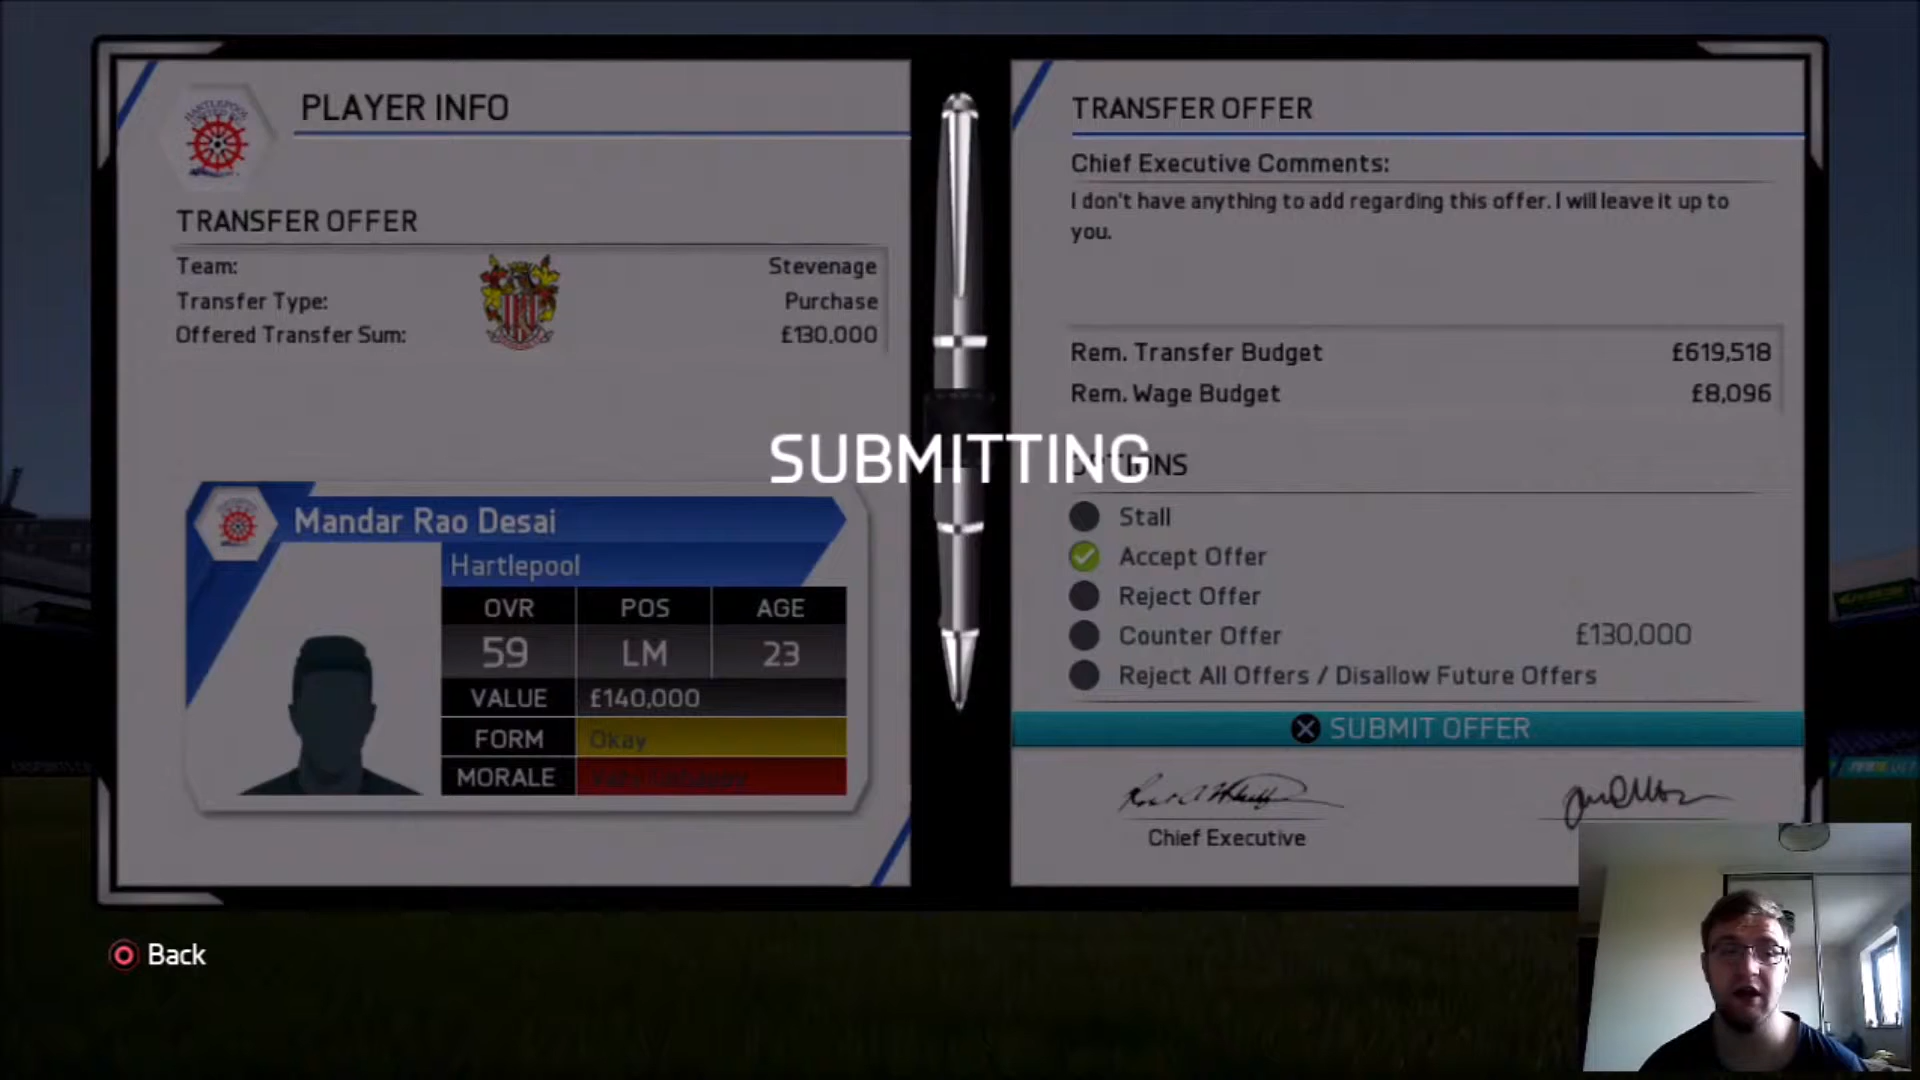 PLAYER INFO
TRANSFER OFFER
Team: Stevenage
Transfer Type: Purchase
Offered Transfer Sum: £130,000
Mandar Rao Desai
Hartlepool
OVR POS AGE
59 LM 23
VALUE £140,000
FORM Okay
MORALE Very Unhappy
TRANSFER OFFER
Chief Executive Comments:
I don't have anything to add regarding this offer. I will leave it up to
you.
Rem. Transfer Budget £619,518
Rem. Wage Budget £8,096
SUBMITTING
Stall
Accept Offer
Reject Offer
Counter Offer £130,000
Reject All Offers / Disallow Future Offers
SUBMIT OFFER
Chief Executive
Back